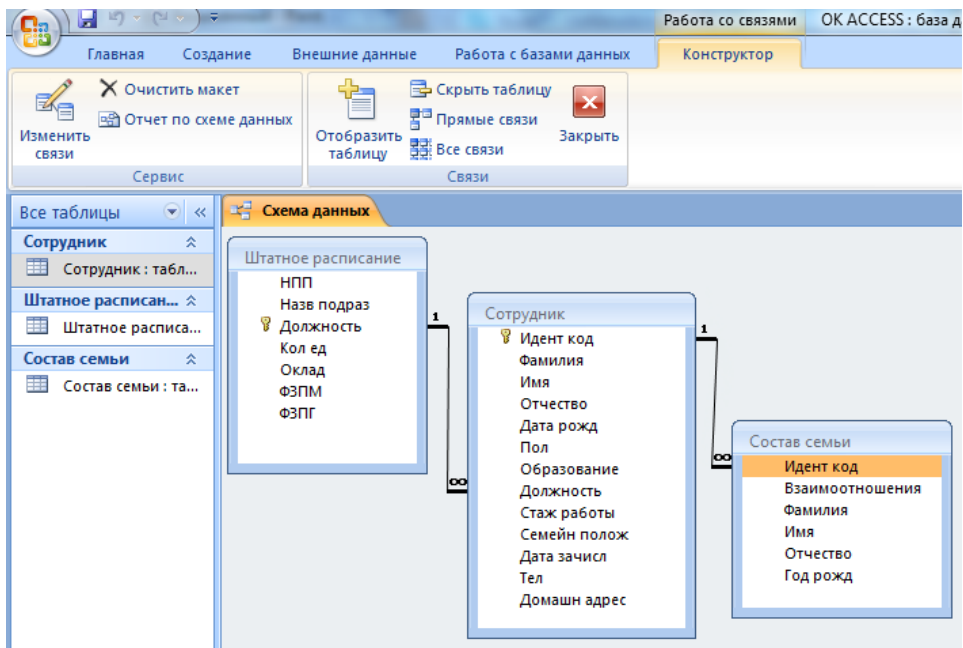 Работа со связями
OK ACCESS : база д
Главная
Создание
Внешние данные
Работа с базами данных
Конструктор
Изменить связи
Очистить макет
Отчет по схеме данных
Сервис
Отобразить таблицу
Скрыть таблицу
Прямые связи
Все связи
Закрыть
Связи
Все таблицы
Сотрудник
Сотрудник : табл...
Штатное расписан...
Штатное расписа...
Состав семьи
Состав семьи : та...
Схема данных
Штатное расписание
НПП
Назв подраз
Должность
Кол ед
Оклад
ФЗПМ
ФЗПГ
1
∞
Сотрудник
Идент код
Фамилия
Имя
Отчество
Дата рожд
Пол
Образование
Должность
Стаж работы
Семейн полож
Дата зачисл
Тел
Домашн адрес
1
∞
Состав семьи
Идент код
Взаимоотношения
Фамилия
Имя
Отчество
Год рожд